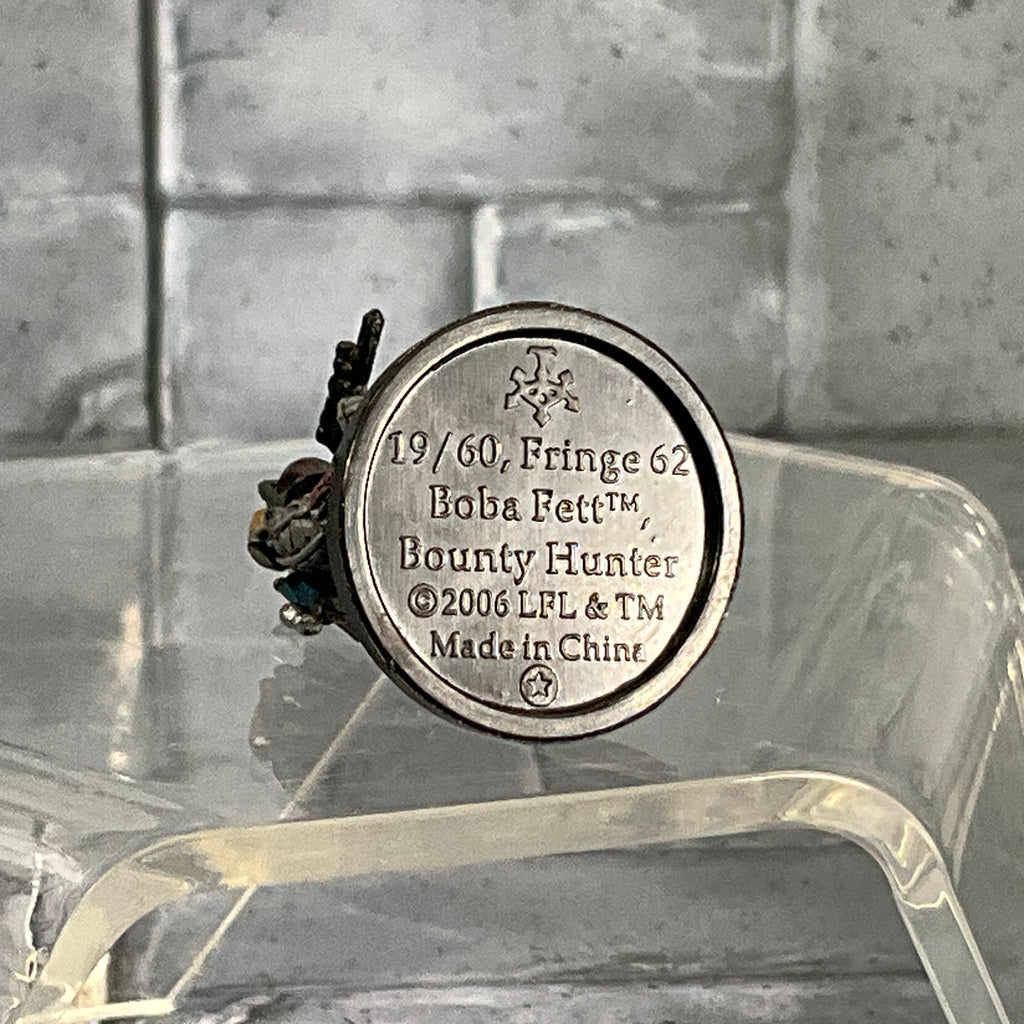 19/60, Fringe 62
Boba Fett™,
Bounty Hunter
©2006 LFL & TM
Made in China